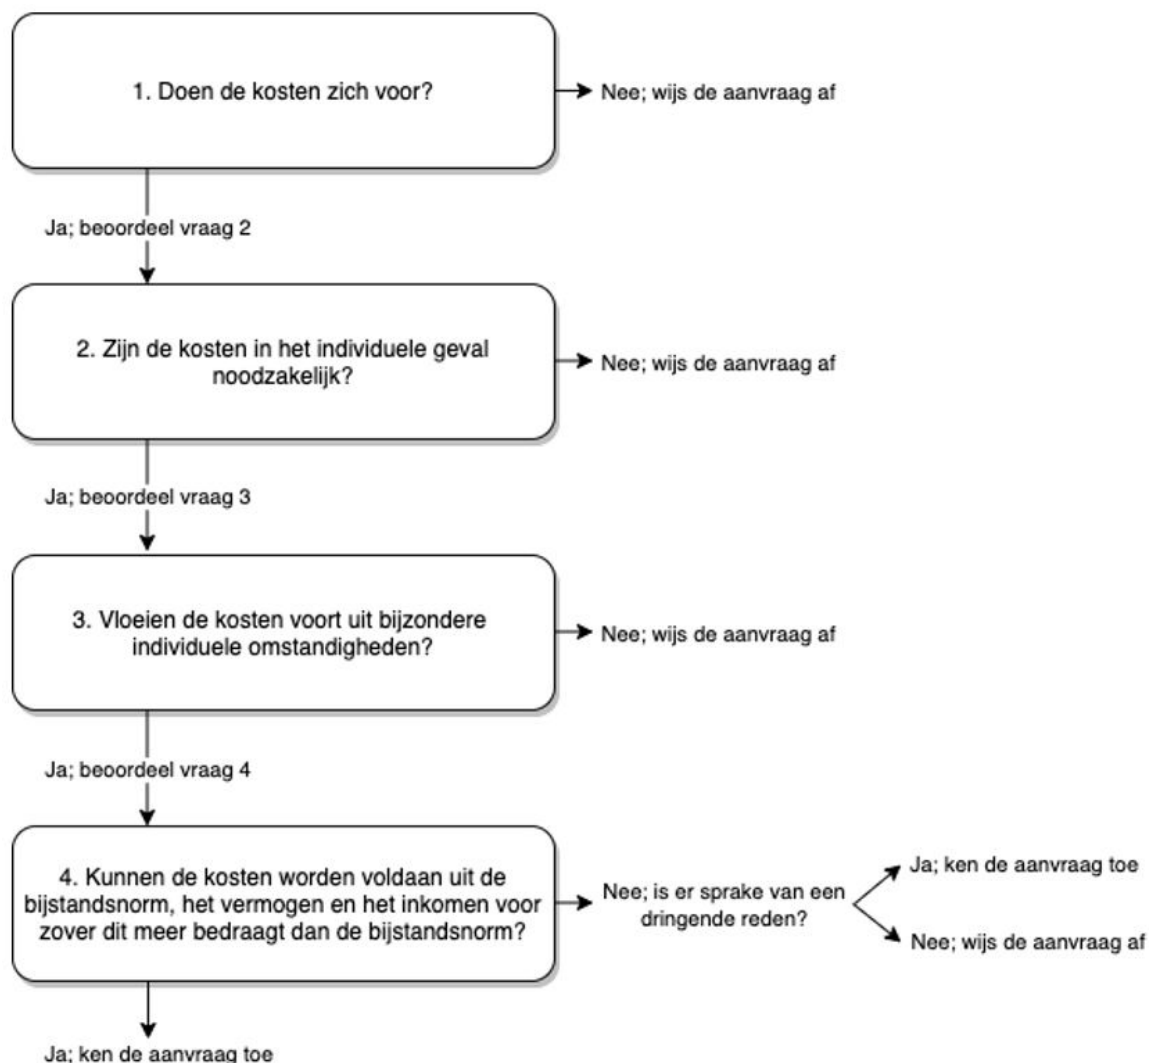 1. Doen de kosten zich voor?
Nee; wijs de aanvraag af
Ja; beoordeel vraag 2
2. Zijn de kosten in het individuele geval
noodzakelijk?
Nee; wijs de aanvraag af
Ja; beoordeel vraag 3
3. Vloeien de kosten voort uit bijzondere
individuele omstandigheden?
Nee; wijs de aanvraag af
Ja; beoordeel vraag 4
4. Kunnen de kosten worden voldaan uit de
bijstandsnorm, het vermogen en het inkomen voor
zover dit meer bedraagt dan de bijstandsnorm?
Nee; is er sprake van een
dringende reden?
Ja; ken de aanvraag toe
Nee; wijs de aanvraag af
Ja; ken de aanvraag toe